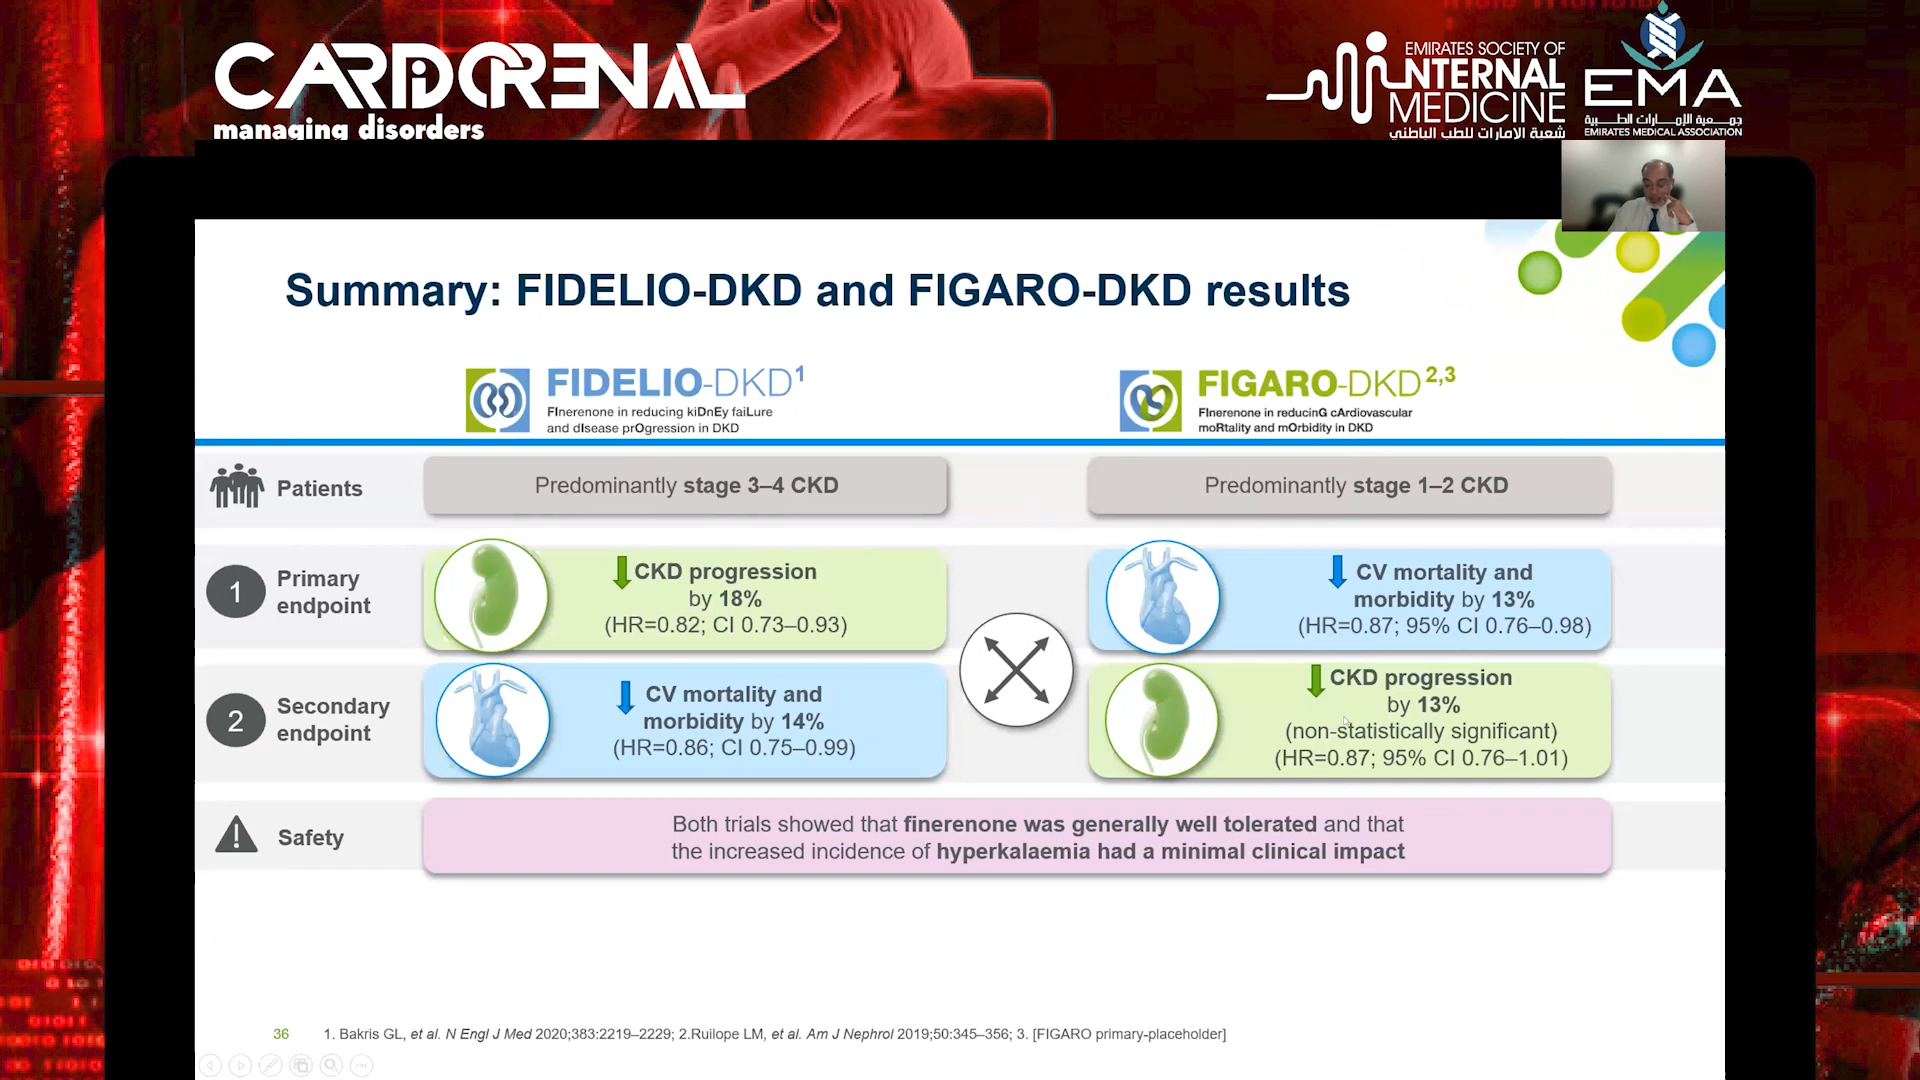 CARDIORENAL
managing disorders
EMIRATES SOCIETY OF
INTERNAL
MEDICINE
شعبة الامارات للطب الباطني
EMA
جمعية الإمارات الطبية
EMIRATES MEDICAL ASSOCIATION
Summary: FIDELIO-DKD and FIGARO-DKD results
FIDELIO-DKD1
FInerenone in reducing kiDnEy faiLure
and dIsease prOgression in DKD
FIGARO-DKD2,3
FInerenone in reducinG cArdiovascular
moRtality and mOrbidity in DKD
Patients
Predominantly stage 3–4 CKD
Predominantly stage 1–2 CKD
1
Primary
endpoint
CKD progression
by 18%
(HR=0.82; CI 0.73–0.93)
CV mortality and
morbidity by 13%
(HR=0.87; 95% CI 0.76–0.98)
2
Secondary
endpoint
CV mortality and
morbidity by 14%
(HR=0.86; CI 0.75–0.99)
CKD progression
by 13%
(non-statistically significant)
(HR=0.87; 95% CI 0.76–1.01)
Safety
Both trials showed that finerenone was generally well tolerated and that
the increased incidence of hyperkalaemia had a minimal clinical impact
36 1. Bakris GL, et al. N Engl J Med 2020;383:2219–2229; 2.Ruilope LM, et al. Am J Nephrol 2019;50:345–356; 3. [FIGARO primary-placeholder]